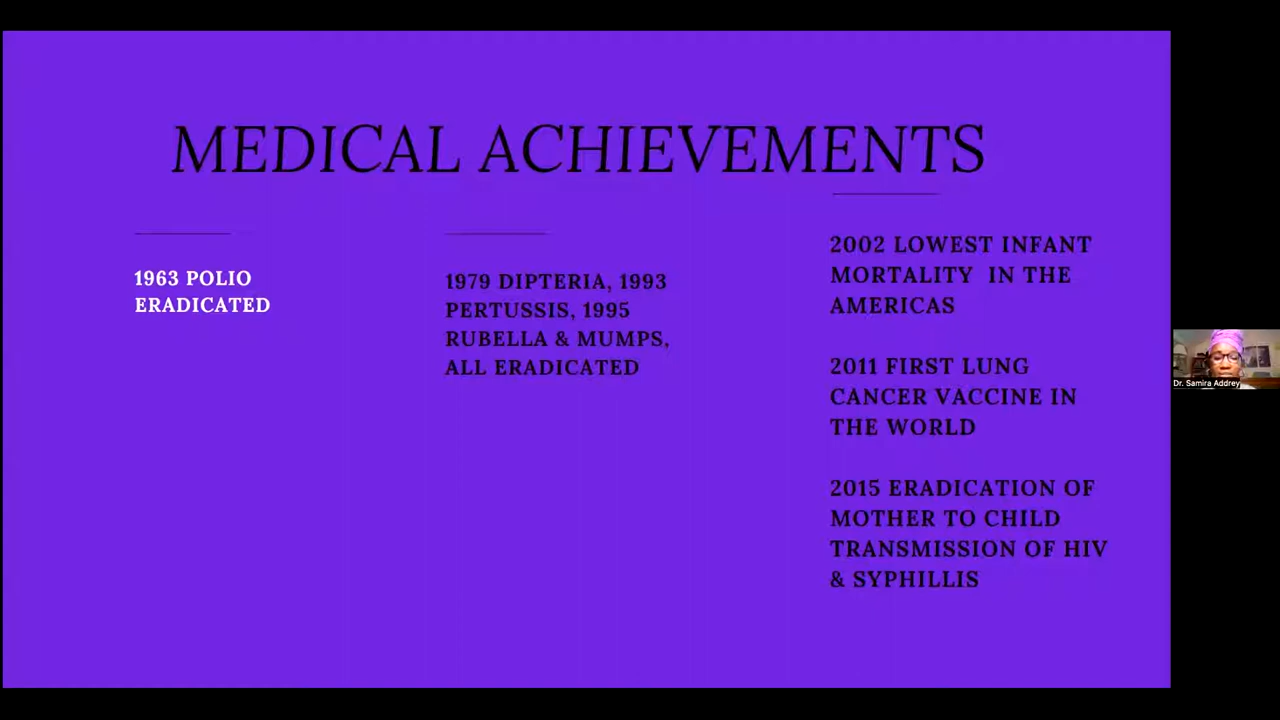 MEDICAL ACHIEVEMENTS
1963 POLIO
ERADICATED
1979 DIPTERIA, 1993
PERTUSSIS, 1995
RUBELLA & MUMPS,
ALL ERADICATED
2002 LOWEST INFANT
MORTALITY IN THE
AMERICAS
2011 FIRST LUNG
CANCER VACCINE IN
THE WORLD
2015 ERADICATION OF
MOTHER TO CHILD
TRANSMISSION OF HIV
& SYPHILLIS
Dr. Samira Addrey